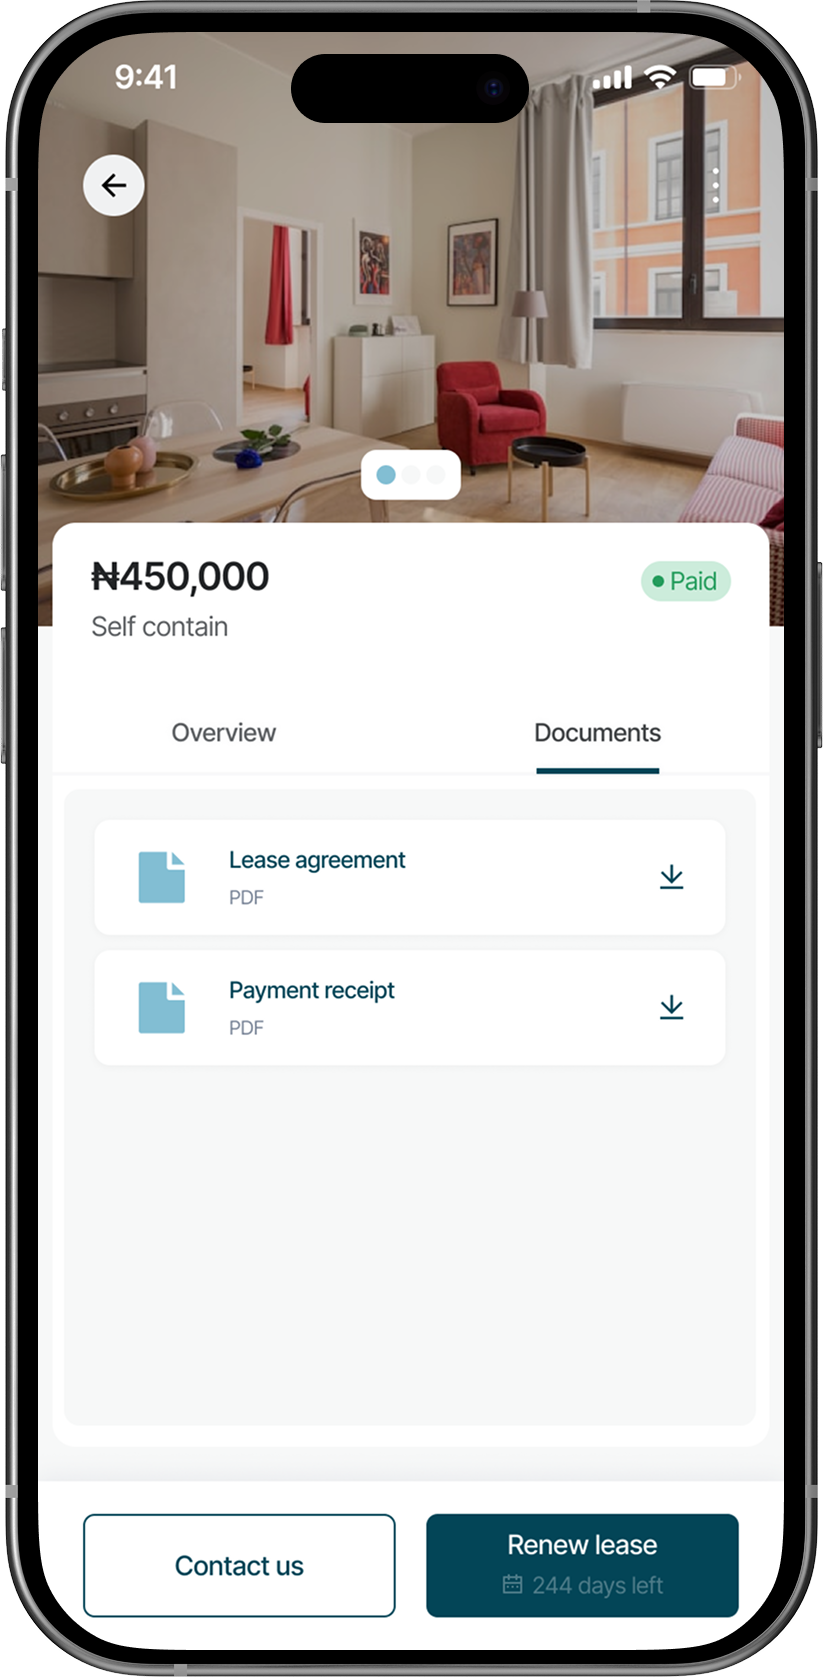 9:41
₦450,000
Paid
Self contain
Overview
Documents
Lease agreement
PDF
Payment receipt
PDF
Contact us
Renew lease
244 days left